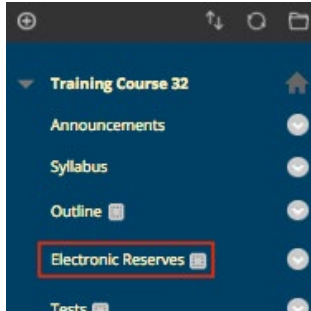 Training Course 32
Announcements
Syllabus
Outline
Electronic Reserves
Tests